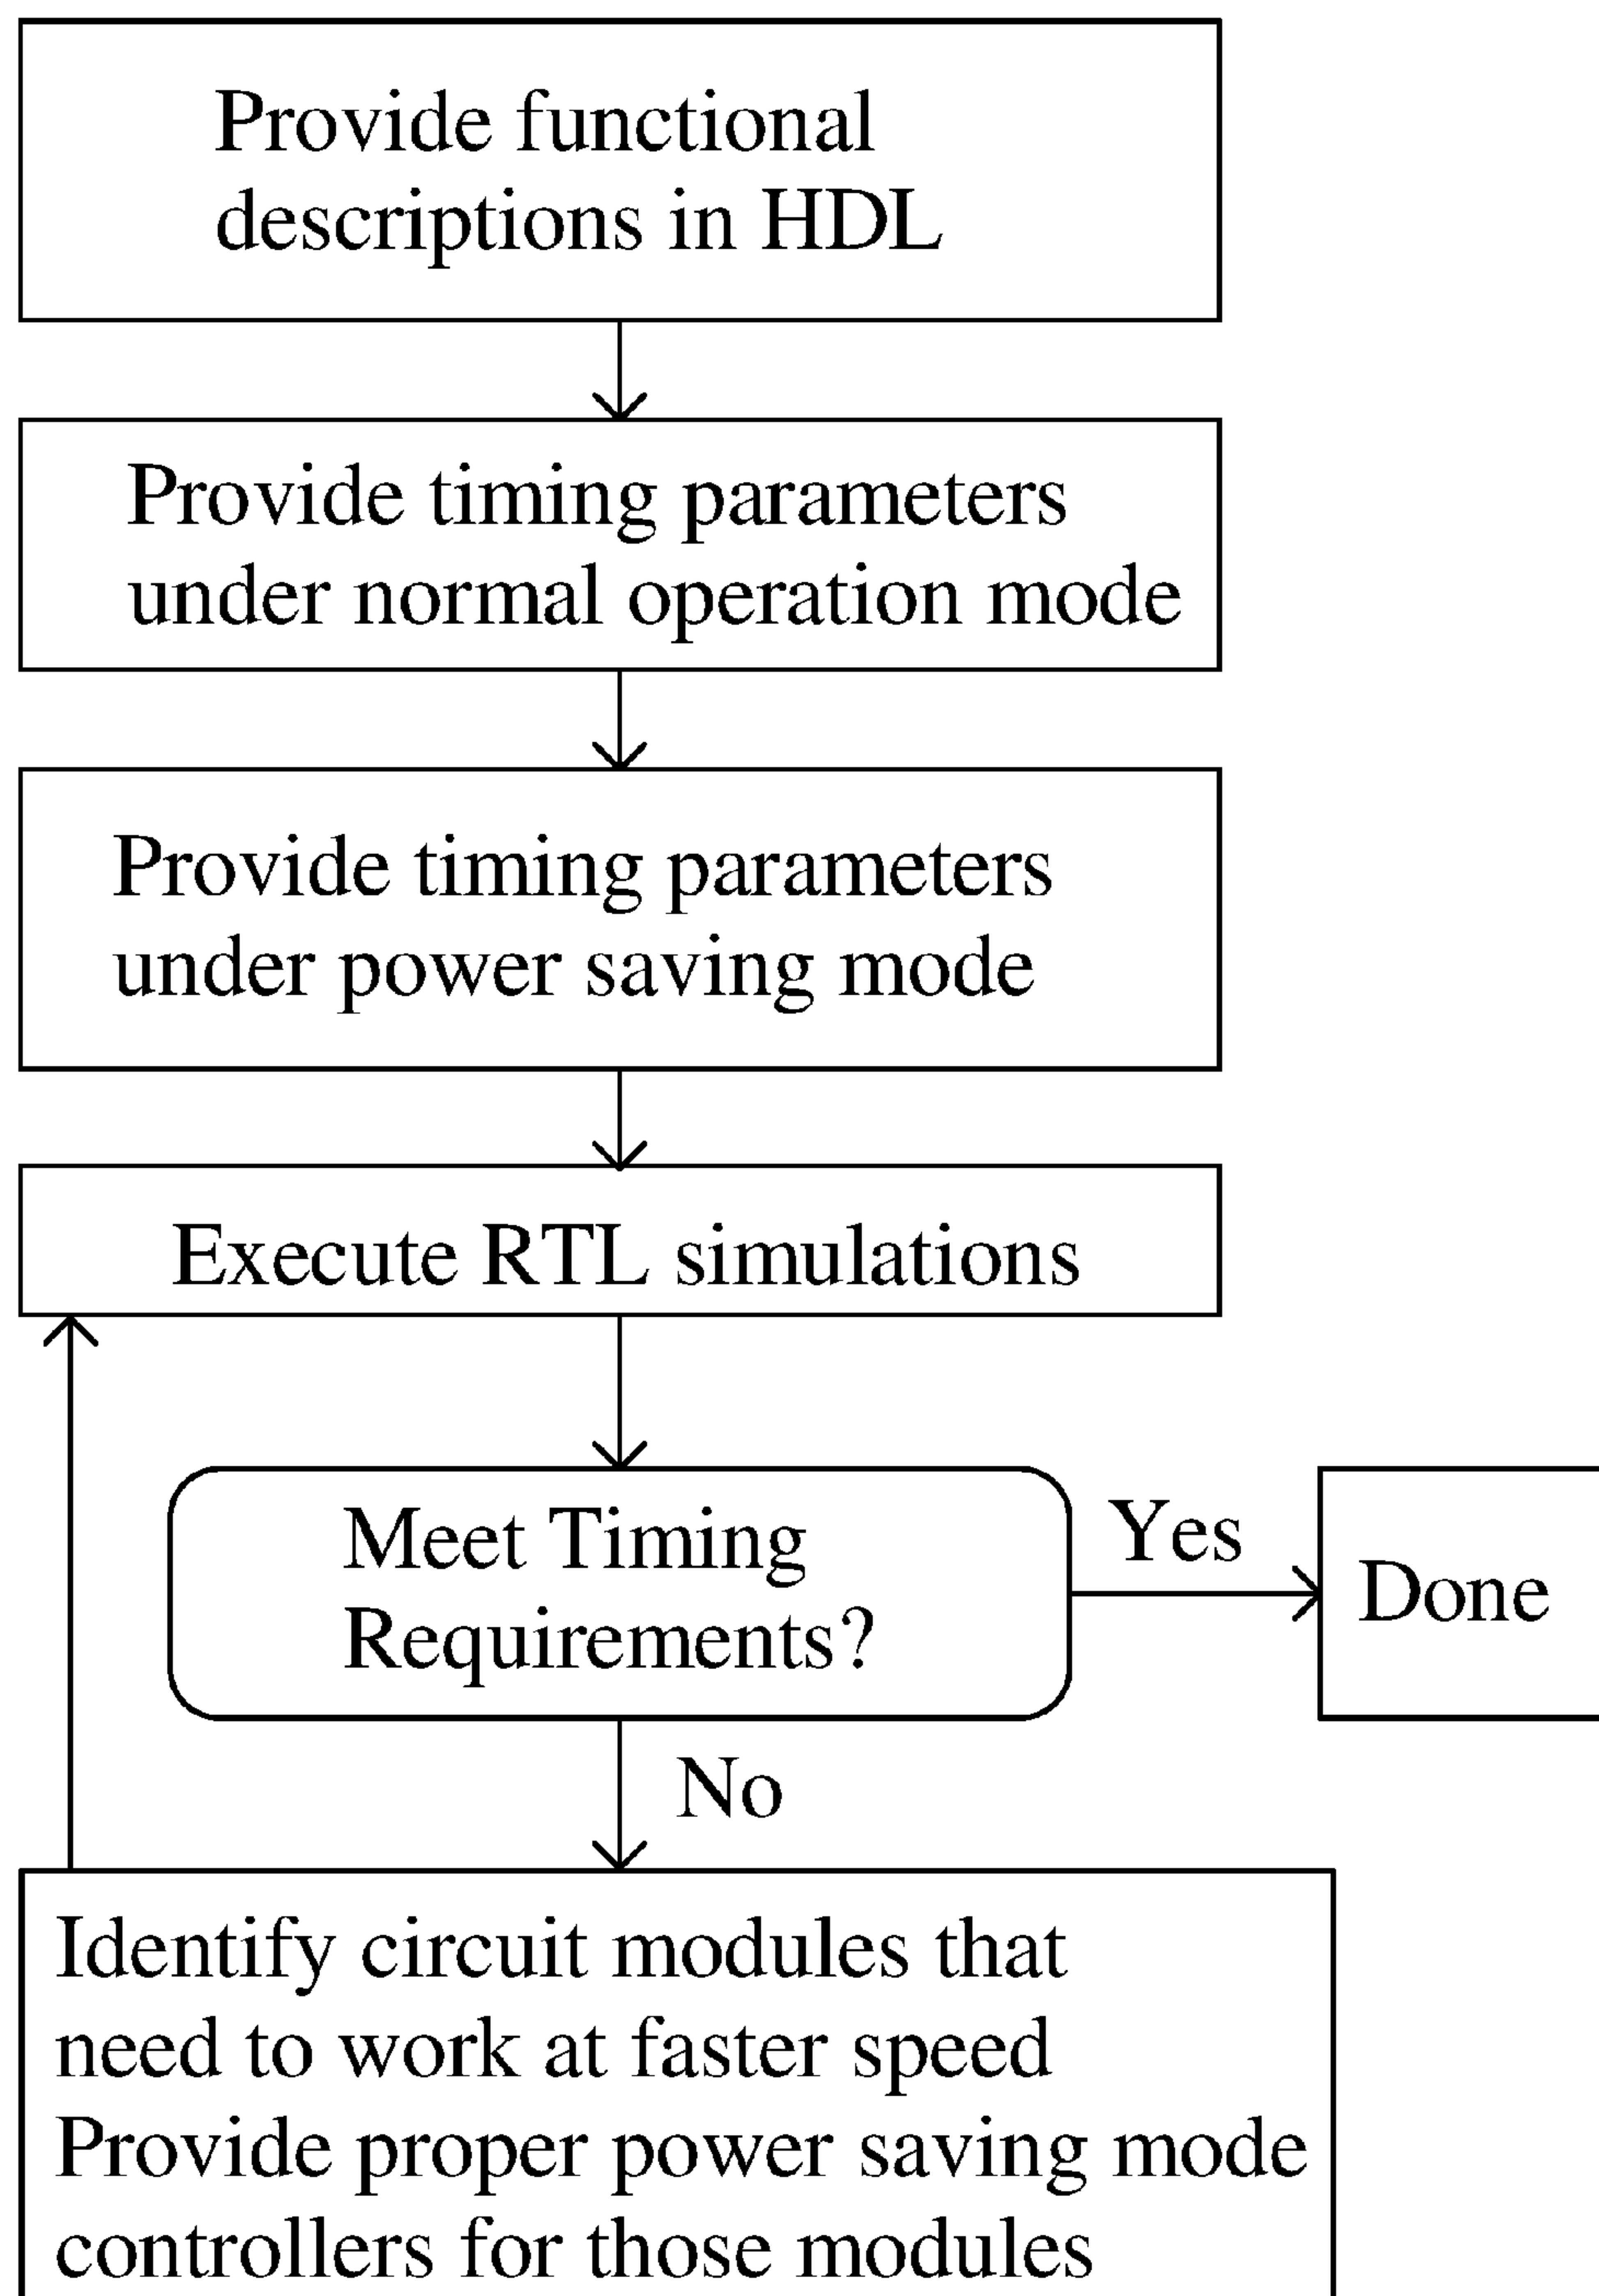 Provide functional
descriptions in HDL
Provide timing parameters
under normal operation mode
Provide timing parameters
under power saving mode
Execute RTL simulations
Meet Timing
Requirements?
Yes
Done
No
Identify circuit modules that
need to work at faster speed
Provide proper power saving mode
controllers for those modules